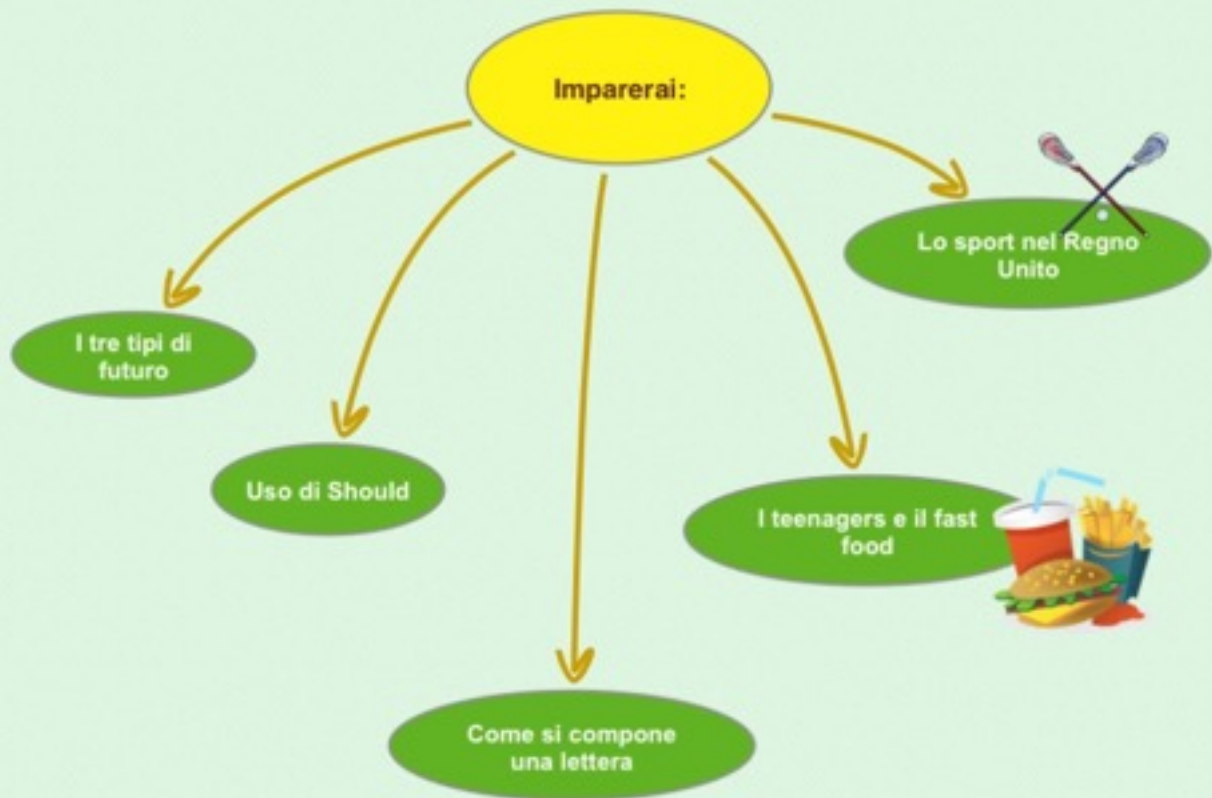 Imparerai:
Lo sport nel Regno
Unito
I tre tipi di
futuro
Uso di Should
I teenagers e il fast
food
Come si compone
una lettera